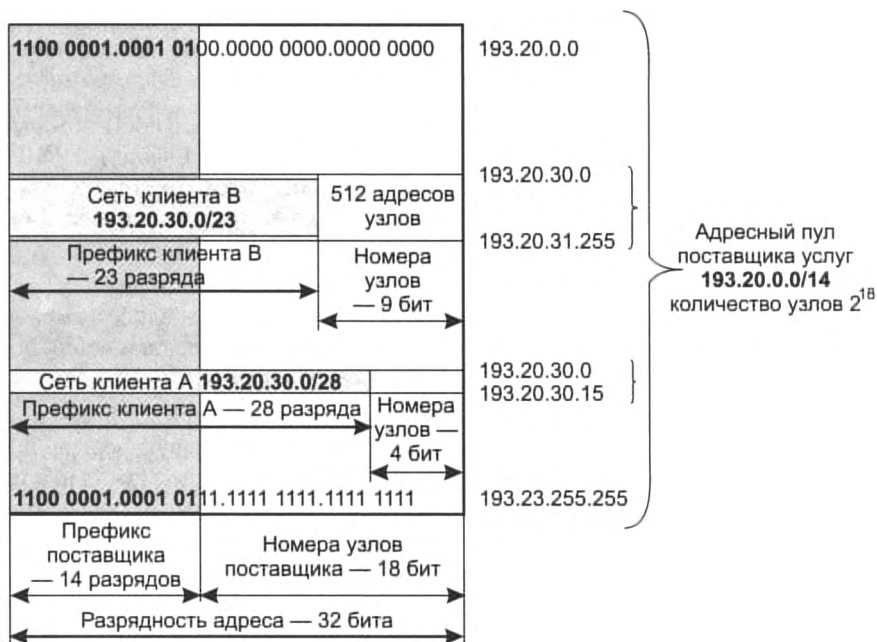 1100 0001.0001 0100.0000 0000.0000 0000
193.20.0.0
193.20.30.0
Сеть клиента В
193.20.30.0/23
512 адресов
узлов
193.20.31.255
Префикс клиента В
— 23 разряда
Номера
узлов
— 9 бит
Адресный пул
поставщика услуг
193.20.0.0/14
количество узлов 2^18
193.20.30.0
Сеть клиента А 193.20.30.0/28
193.20.30.15
Префикс клиента А — 28 разряда
Номера
узлов —
4 бит
1100 0001.0001 0111.1111 1111.1111 1111
193.23.255.255
Префикс
поставщика
— 14 разрядов
Номера узлов
поставщика — 18 бит
Разрядность адреса — 32 бита